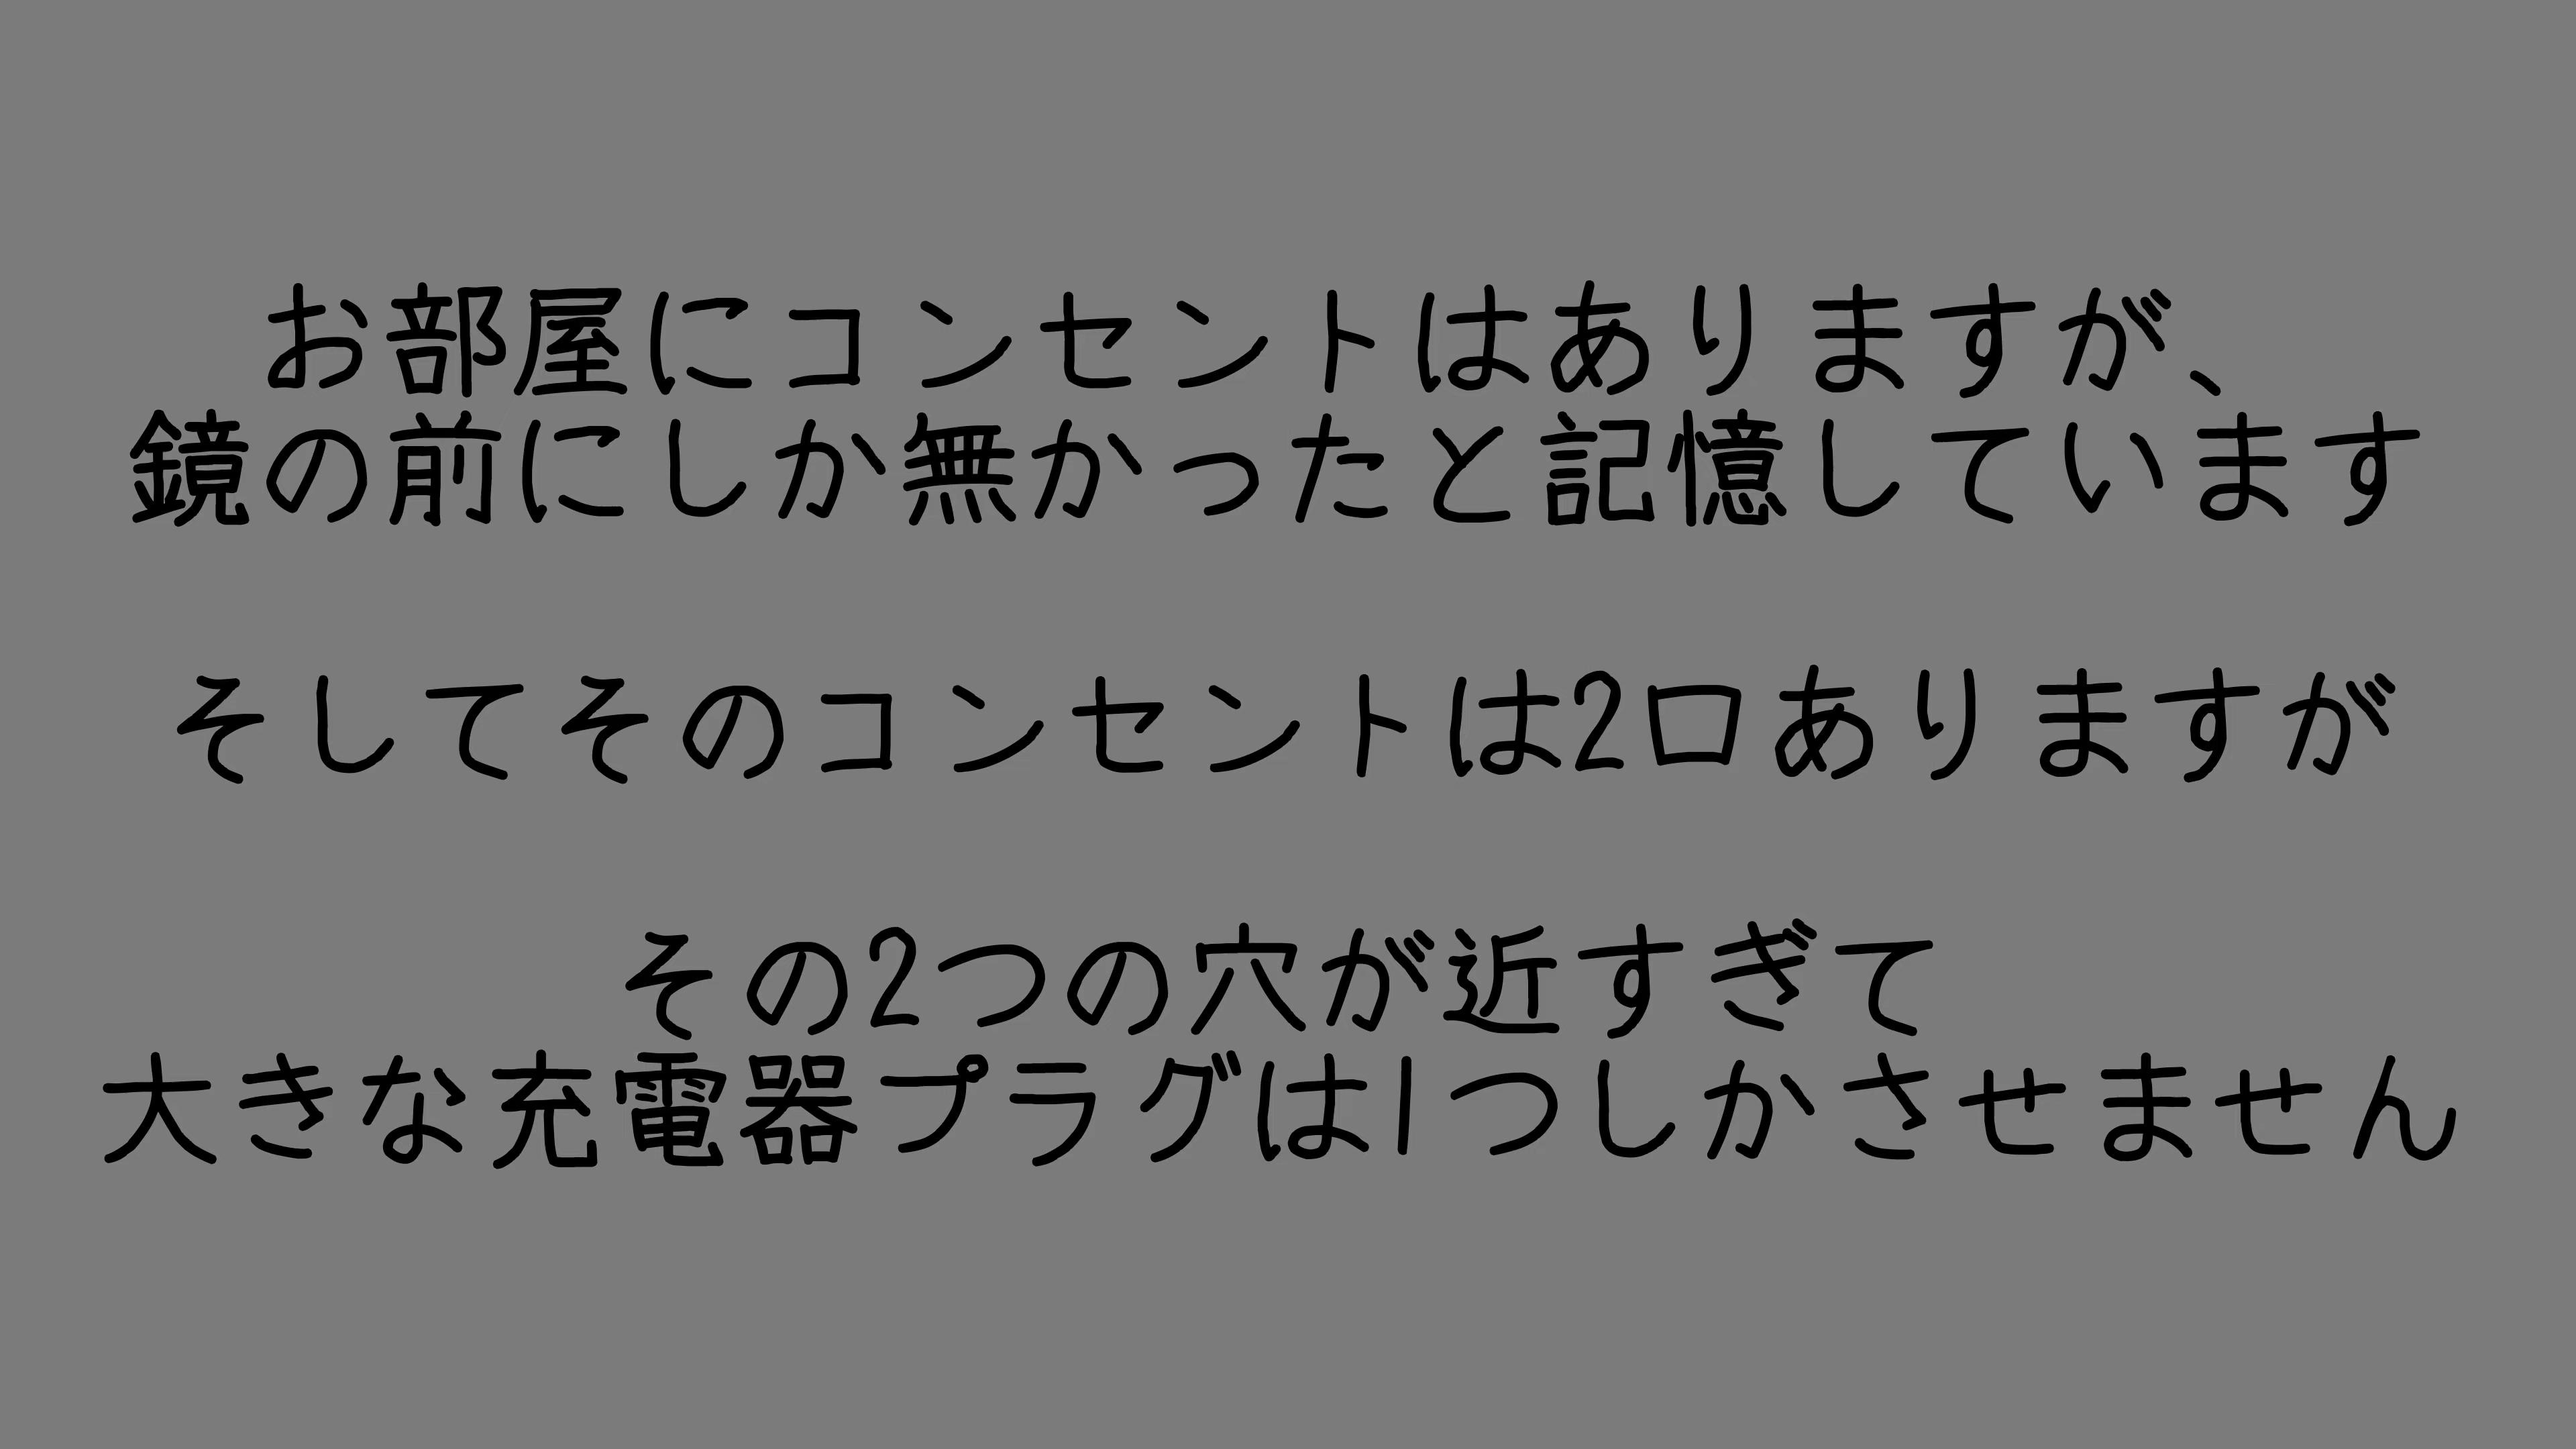 お部屋にコンセントはありますが、
鏡の前にしか無かったと記憶しています
そしてそのコンセントは2口ありますが
その2つの穴が近すぎて
大きな充電器プラグは1つしかさせません